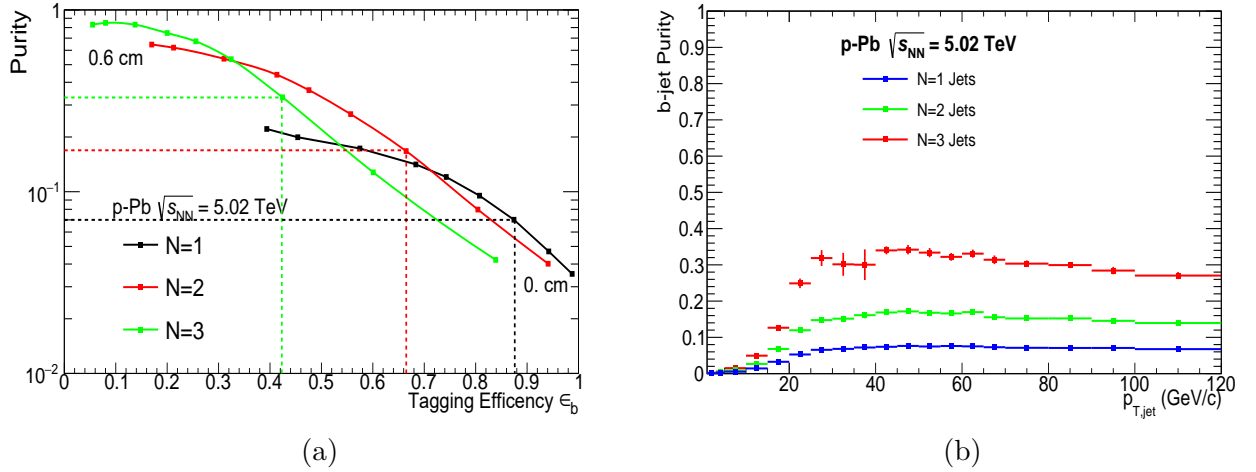 Purity
1
10⁻¹
10⁻²
0.6 cm
p-Pb √s_NN = 5.02 TeV
N=1
N=2
N=3
0. cm
0 0.1 0.2 0.3 0.4 0.5 0.6 0.7 0.8 0.9 1
Tagging Efficency ∈_b
(a)
b-jet Purity
1
0.9
0.8
0.7
0.6
0.5
0.4
0.3
0.2
0.1
0
p-Pb √s_NN = 5.02 TeV
N=1 Jets
N=2 Jets
N=3 Jets
20 40 60 80 100 120
p_T,jet (GeV/c)
(b)